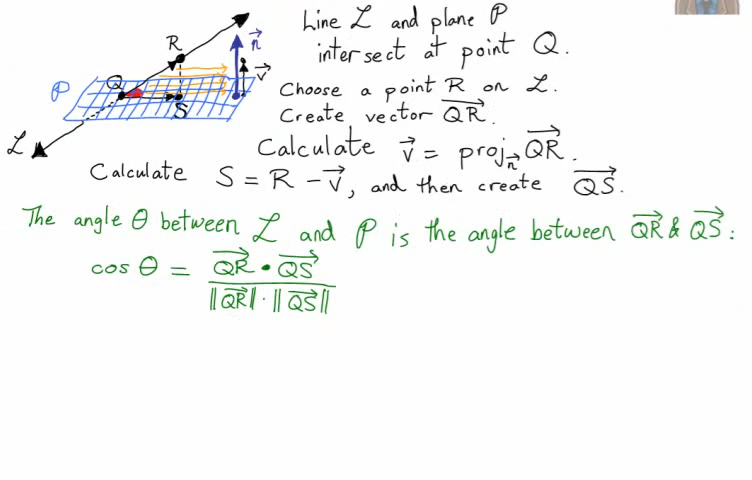 Line L and plane P
intersect at point Q.
R
n
v
Q
P
S
L
Choose a point R on L.
Create vector QR.
Calculate v = proj_n QR.
Calculate S = R - v, and then create QS.
The angle θ between L and P is the angle between QR & QS:
cos θ = QR • QS
||QR|| · ||QS||